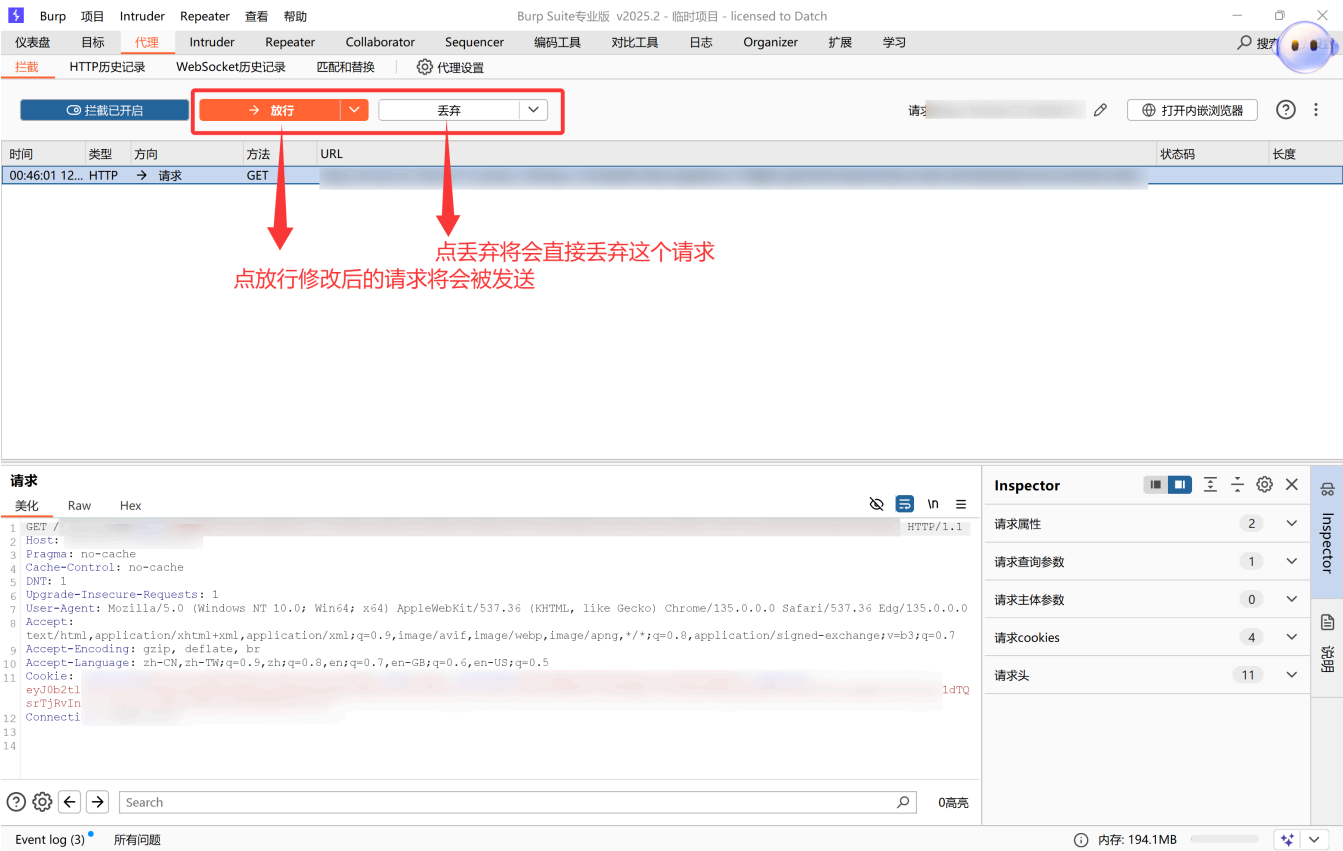 Burp 项目 Intruder Repeater 查看 帮助 Burp Suite专业版 v2025.2 - 临时项目 - licensed to Datch
仪表盘 目标 代理 Intruder Repeater Collaborator Sequencer 编码工具 对比工具 日志 Organizer 扩展 学习 搜索
拦截 HTTP历史记录 WebSocket历史记录 匹配和替换 代理设置
拦截已开启 放行 丢弃 请求 打开内嵌浏览器
时间 类型 方向 方法 URL 状态码 长度
00:46:01 12... HTTP 请求 GET
点丢弃将会直接丢弃这个请求
点放行修改后的请求将会被发送
请求
美化 Raw Hex
\n
1 GET / HTTP/1.1
2 Host:
3 Pragma: no-cache
4 Cache-Control: no-cache
5 DNT: 1
6 Upgrade-Insecure-Requests: 1
7 User-Agent: Mozilla/5.0 (Windows NT 10.0; Win64; x64) AppleWebKit/537.36 (KHTML, like Gecko) Chrome/135.0.0.0 Safari/537.36 Edg/135.0.0.0
8 Accept:
text/html,application/xhtml+xml,application/xml;q=0.9,image/avif,image/webp,image/apng,*/*;q=0.8,application/signed-exchange;v=b3;q=0.7
9 Accept-Encoding: gzip, deflate, br
10 Accept-Language: zh-CN,zh-TW;q=0.9,zh;q=0.8,en;q=0.7,en-GB;q=0.6,en-US;q=0.5
11 Cookie:
eyJ0b2tl ldTQ
srTjRvIn
12 Connecti
13
14
Inspector
请求属性 2
请求查询参数 1
请求主体参数 0
请求cookies 4
请求头 11
Inspector
说明
Search 0高亮
Event log (3) 所有问题 内存: 194.1MB